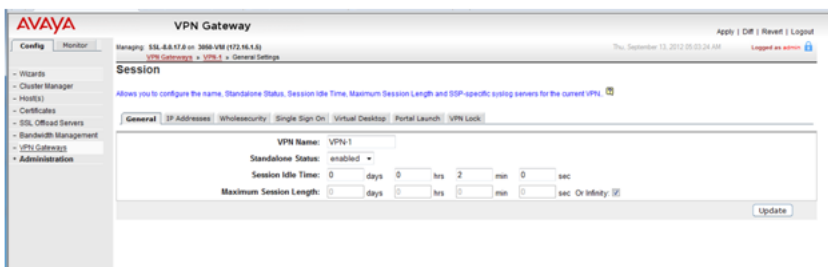 AVAYA
VPN Gateway
Apply | Diff | Revert | Logout
Config Monitor
Managing: SSL-8.0.17.0 on 3050-VM (172.16.1.5)
Thu, September 13, 2012 05:03:24 AM
Logged as admin
VPN Gateways » VPN-1 » General Settings
Session
– Wizards
– Cluster Manager
– Host(s)
– Certificates
– SSL Offload Servers
– Bandwidth Management
– VPN Gateways
• Administration
Allows you to configure the name, Standalone Status, Session Idle Time, Maximum Session Length and SSP-specific syslog servers for the current VPN.
General IP Addresses Wholesecurity Single Sign On Virtual Desktop Portal Launch VPN Lock
VPN Name: VPN-1
Standalone Status: enabled
Session Idle Time: 0 days 0 hrs 2 min 0 sec
Maximum Session Length: 0 days 0 hrs 0 min 0 sec Or Infinity:
Update